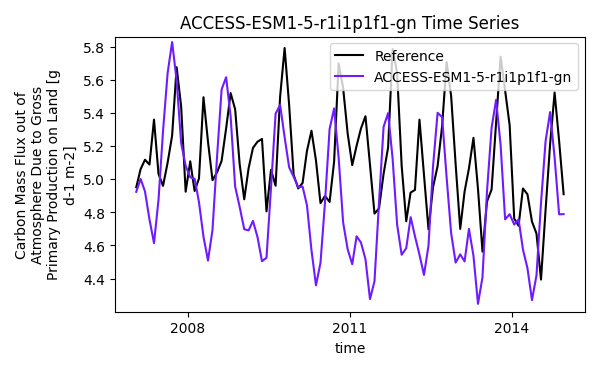 ACCESS-ESM1-5-r1i1p1f1-gn Time Series
Carbon Mass Flux out of
Atmosphere Due to Gross
Primary Production on Land [g
d-1 m-2]
5.8
5.6
5.4
5.2
5.0
4.8
4.6
4.4
Reference
ACCESS-ESM1-5-r1i1p1f1-gn
2008
2011
2014
time